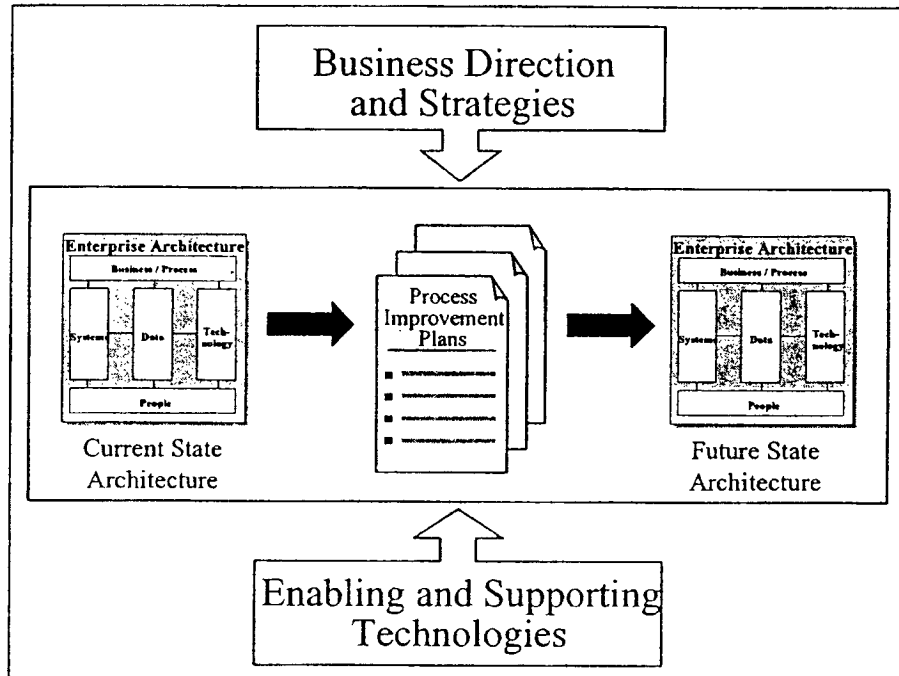 Business Direction
and Strategies
Enterprise Architecture
Business / Process
Systems
Data
Tech-
nology
People
Current State
Architecture
Process
Improvement
Plans
Enterprise Architecture
Business / Process
Systems
Data
Tech-
nology
People
Future State
Architecture
Enabling and Supporting
Technologies